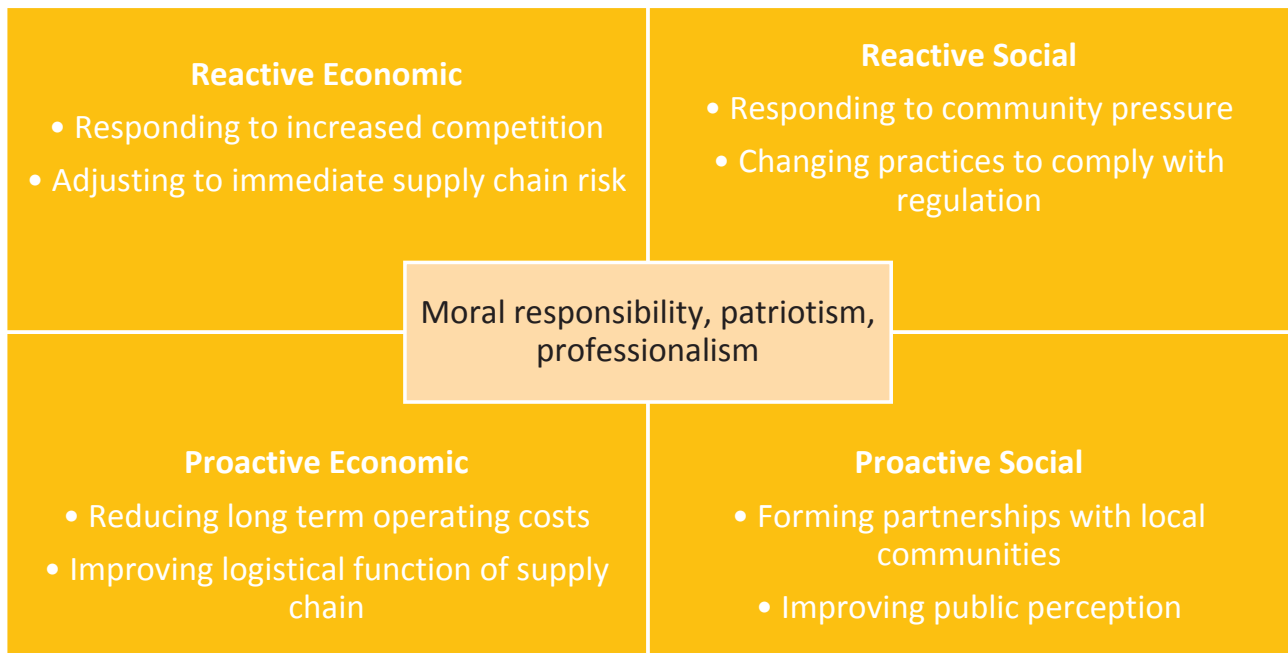 Reactive Economic
• Responding to increased competition
• Adjusting to immediate supply chain risk
Reactive Social
• Responding to community pressure
• Changing practices to comply with
regulation
Moral responsibility, patriotism,
professionalism
Proactive Economic
• Reducing long term operating costs
• Improving logistical function of supply
chain
Proactive Social
• Forming partnerships with local
communities
• Improving public perception